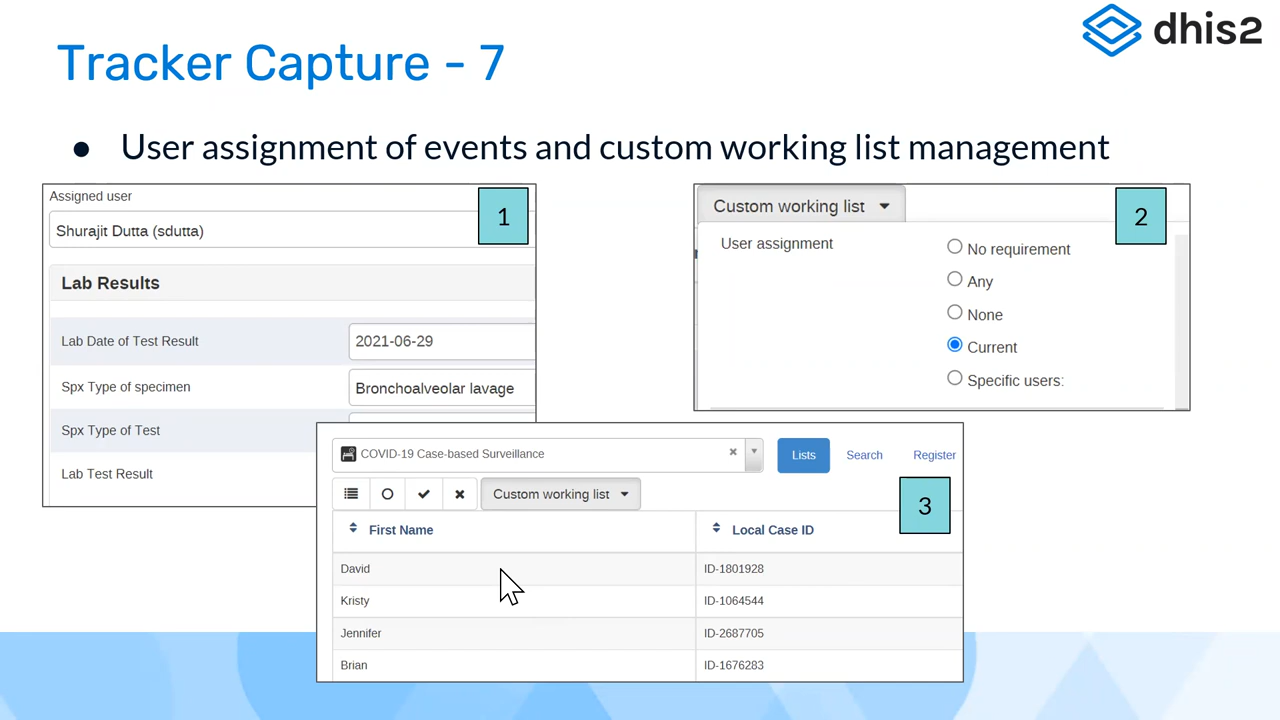 dhis2
Tracker Capture - 7
● User assignment of events and custom working list management
Assigned user
1
Shurajit Dutta (sdutta)
Lab Results
Lab Date of Test Result 2021-06-29
Spx Type of specimen Bronchoalveolar lavage
Spx Type of Test
Lab Test Result
Custom working list
2
User assignment
No requirement
Any
None
Current
Specific users:
COVID-19 Case-based Surveillance Lists Search Register
Custom working list
3
First Name Local Case ID
David ID-1801928
Kristy ID-1064544
Jennifer ID-2687705
Brian ID-1676283